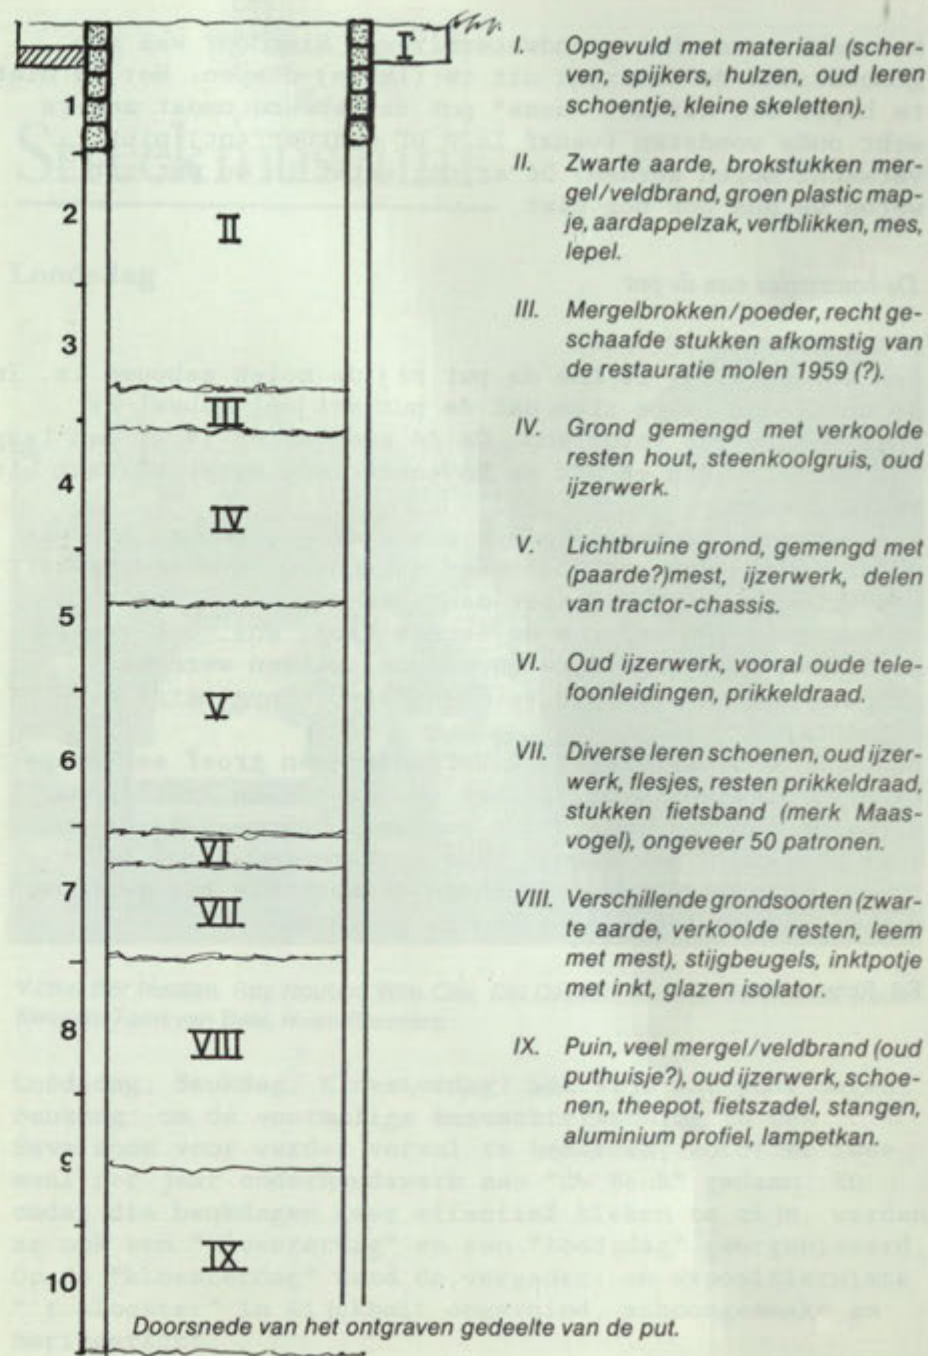 I
1
2
II
3
III
4
IV
5
V
6
VI
7
VII
8
VIII
9
IX
10
Doorsnede van het ontgraven gedeelte van de put.
I. Opgevuld met materiaal (scher-
ven, spijkers, hulzen, oud leren
schoentje, kleine skeletten).
II. Zwarte aarde, brokstukken mer-
gel/veldbrand, groen plastic map-
je, aardappelzak, verfblikken, mes,
lepel.
III. Mergelbrokken/poeder, recht ge-
schaafde stukken afkomstig van
de restauratie molen 1959 (?).
IV. Grond gemengd met verkoolde
resten hout, steenkoolgruis, oud
ijzerwerk.
V. Lichtbruine grond, gemengd met
(paarde?)mest, ijzerwerk, delen
van tractor-chassis.
VI. Oud ijzerwerk, vooral oude tele-
foonleidingen, prikkeldraad.
VII. Diverse leren schoenen, oud ijzer-
werk, flesjes, resten prikkeldraad,
stukken fietsband (merk Maas-
vogel), ongeveer 50 patronen.
VIII. Verschillende grondsoorten (zwar-
te aarde, verkoolde resten, leem
met mest), stijgbeugels, inktpotje
met inkt, glazen isolator.
IX. Puin, veel mergel/veldbrand (oud
puthuisje?), oud ijzerwerk, schoe-
nen, theepot, fietszadel, stangen,
aluminium profiel, lampetkan.